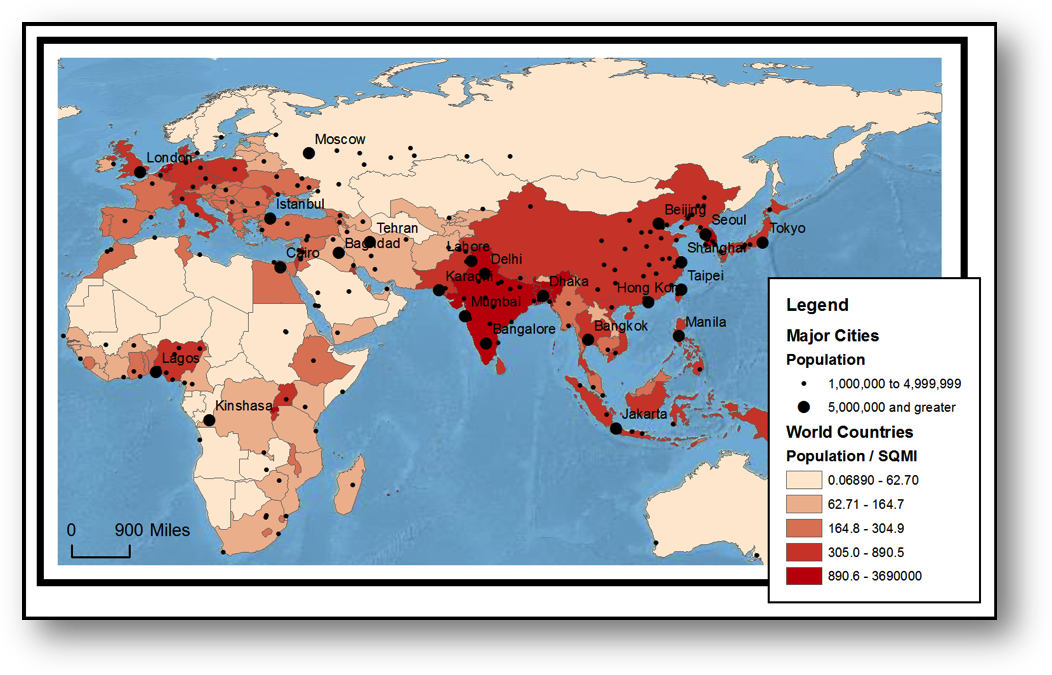 Moscow
London
Istanbul
Tehran
Baghdad
Cairo
Beijing
Seoul
Tokyo
Shanghai
Lahore
Delhi
Karachi
Dhaka
Taipei
Hong Kon
Mumbai
Bangalore
Bangkok
Manila
Lagos
Kinshasa
Jakarta
0 900 Miles
Legend
Major Cities
Population
1,000,000 to 4,999,999
5,000,000 and greater
World Countries
Population / SQMI
0.06890 - 62.70
62.71 - 164.7
164.8 - 304.9
305.0 - 890.5
890.6 - 3690000